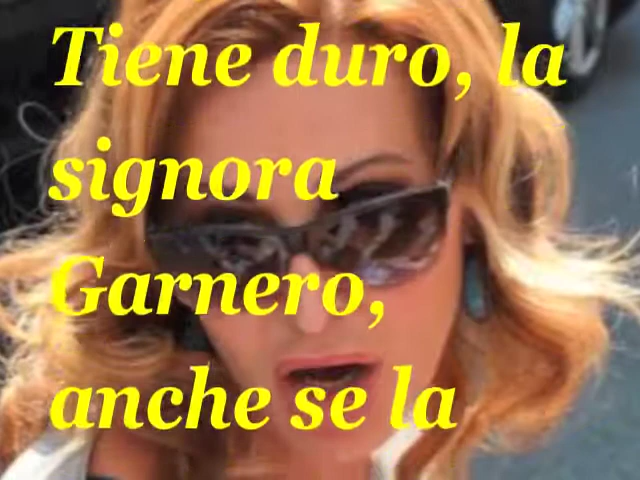 Tiene duro, la
signora
Garnero,
anche se la